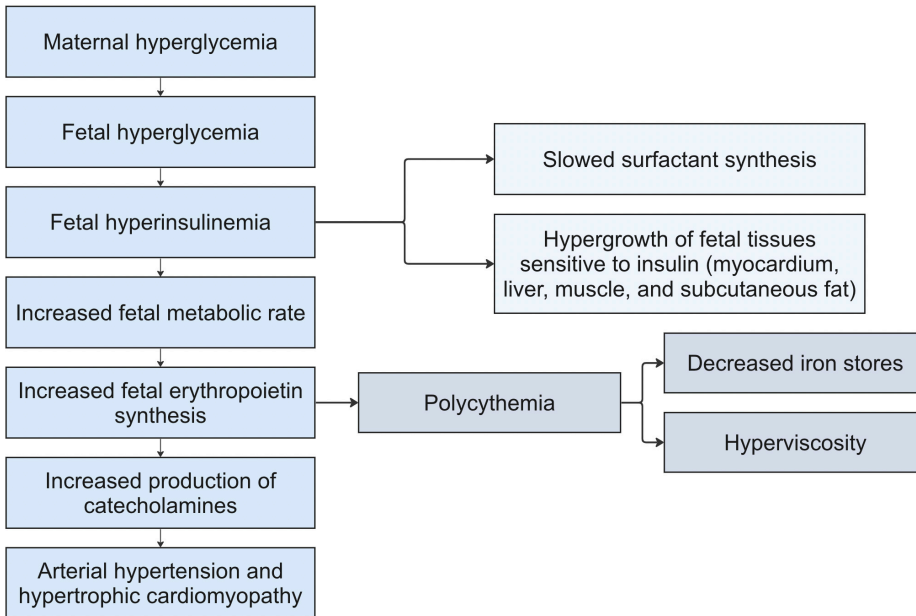 Maternal hyperglycemia
Fetal hyperglycemia
Fetal hyperinsulinemia
Slowed surfactant synthesis
Hypergrowth of fetal tissues
sensitive to insulin (myocardium,
liver, muscle, and subcutaneous fat)
Increased fetal metabolic rate
Increased fetal erythropoietin
synthesis
Polycythemia
Decreased iron stores
Hyperviscosity
Increased production of
catecholamines
Arterial hypertension and
hypertrophic cardiomyopathy